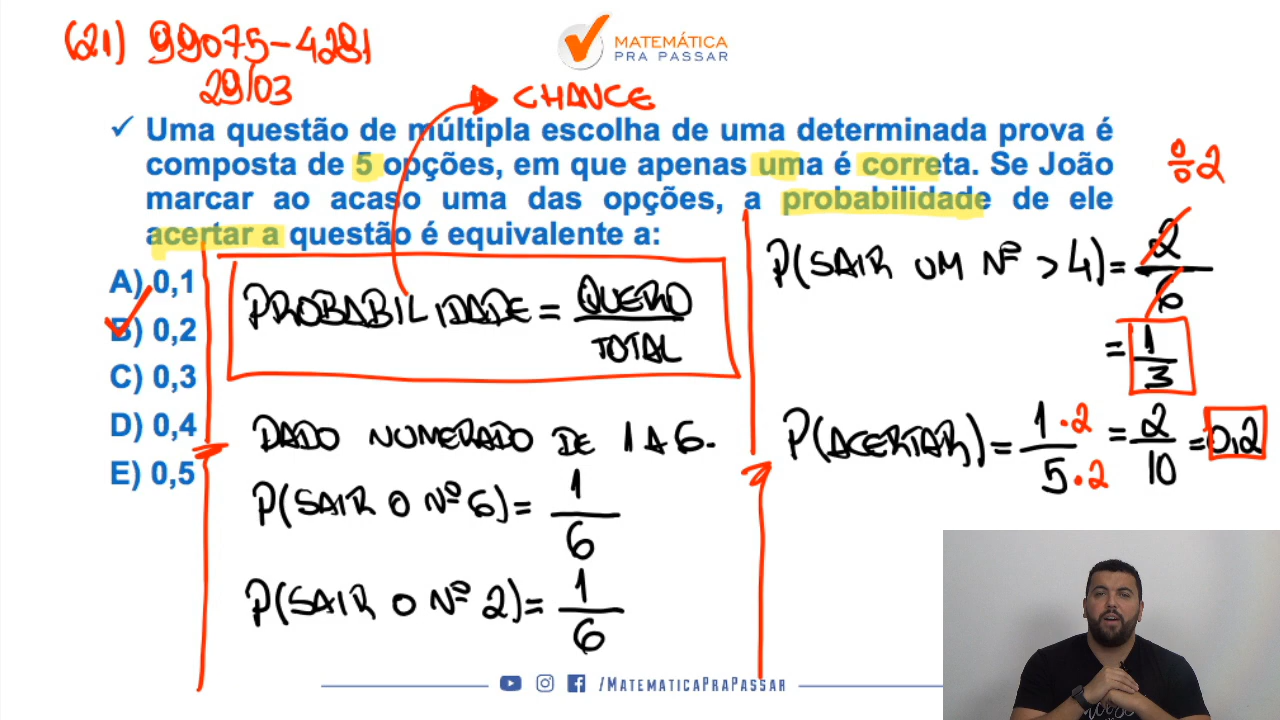 (21) 99075-4281
29/03
MATEMÁTICA
PRA PASSAR
CHANCE
✓ Uma questão de múltipla escolha de uma determinada prova é
composta de 5 opções, em que apenas uma é correta. Se João
marcar ao acaso uma das opções, a probabilidade de ele
acertar a questão é equivalente a:
A) 0,1
B) 0,2
C) 0,3
D) 0,4
E) 0,5
PROBABILIDADE = QUERO
TOTAL
DADO NUMERADO DE 1 A 6.
P(SAIR O Nº 6) = 1
6
P(SAIR O Nº 2) = 1
6
÷2
P(SAIR UM Nº > 4) = 2
6
= 1
3
P(ACERTAR) = 1·2 = 2 = 0,2
5·2 10
/MATEMATICAPRAPASSAR